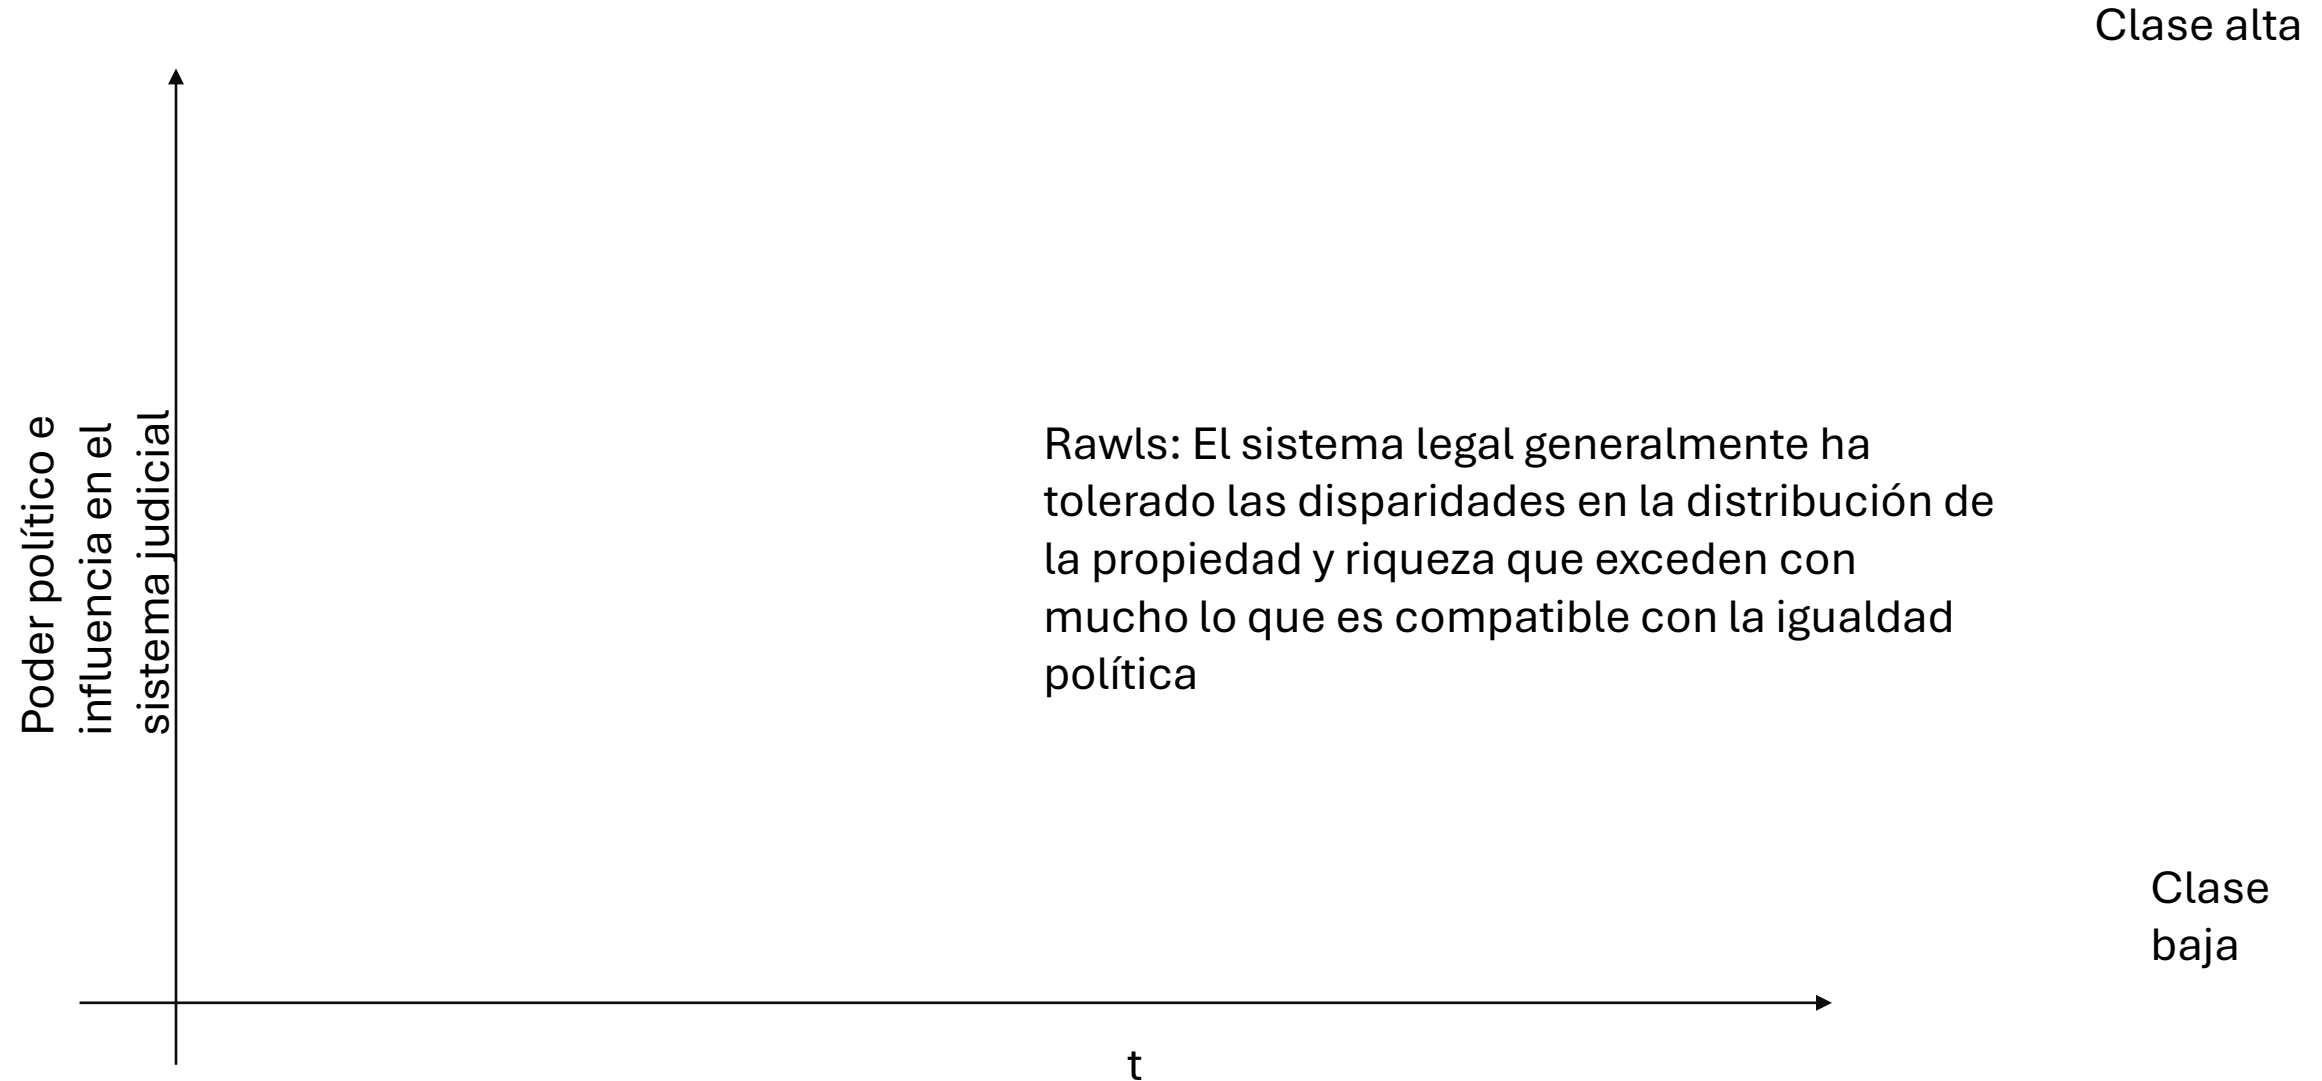 Clase alta
Poder político e
influencia en el
sistema judicial
Rawls: El sistema legal generalmente ha
tolerado las disparidades en la distribución de
la propiedad y riqueza que exceden con
mucho lo que es compatible con la igualdad
política
Clase
baja
t